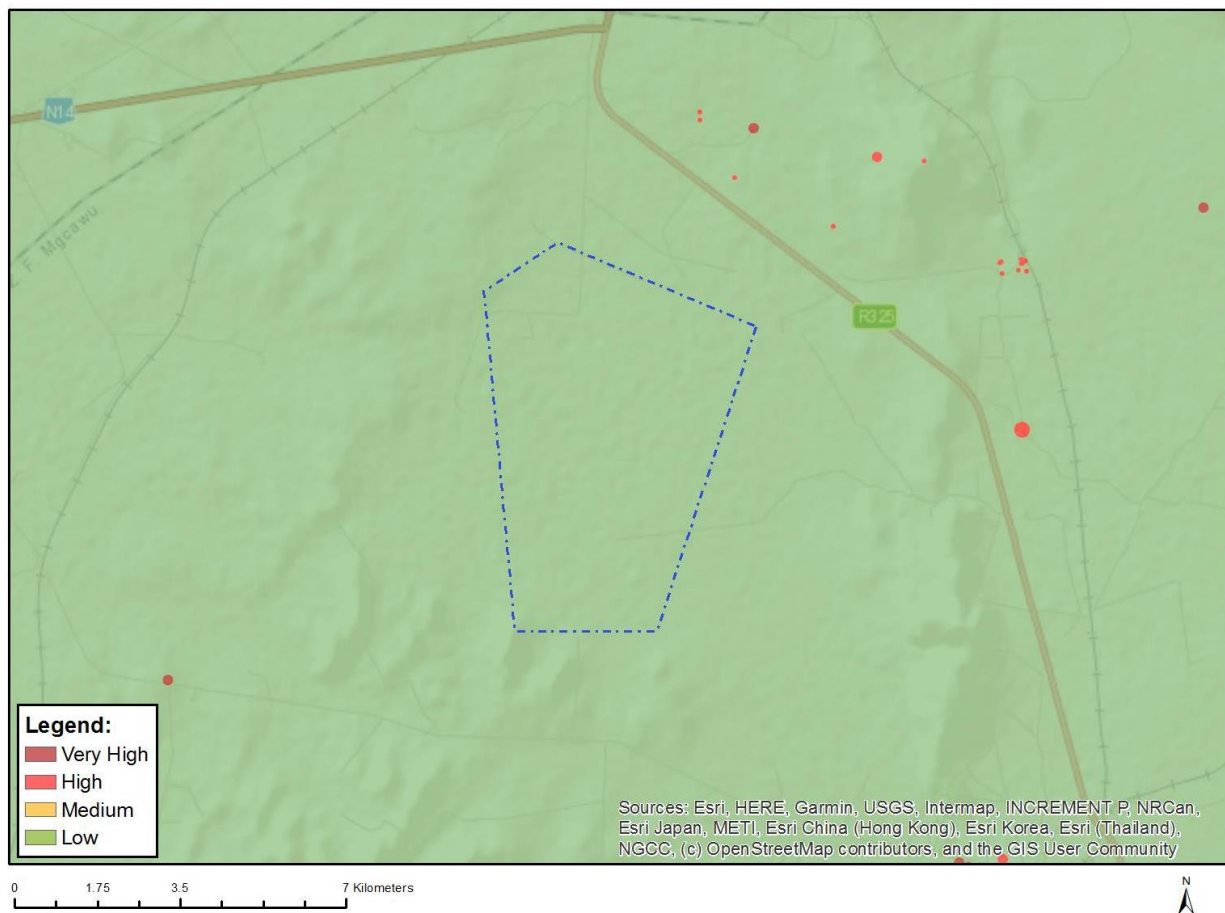 N14
Z F Mgcawu
R325
Legend:
Very High
High
Medium
Low
Sources: Esri, HERE, Garmin, USGS, Intermap, INCREMENT P, NRCan,
Esri Japan, METI, Esri China (Hong Kong), Esri Korea, Esri (Thailand),
NGCC, (c) OpenStreetMap contributors, and the GIS User Community
0 1.75 3.5 7 Kilometers
N